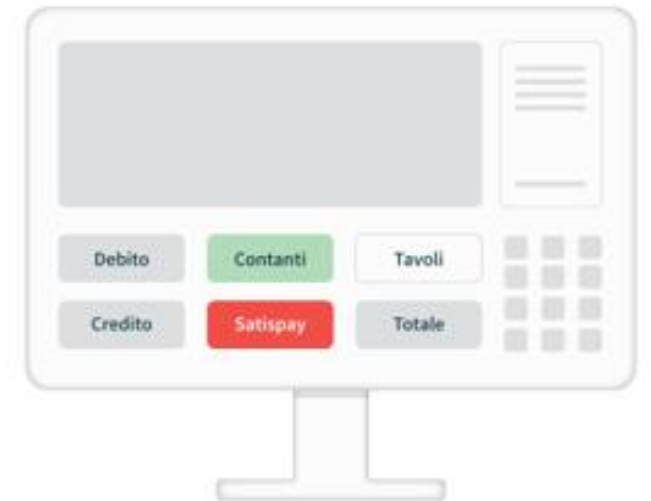 Debito
Contanti
Tavoli
Credito
Satispay
Totale